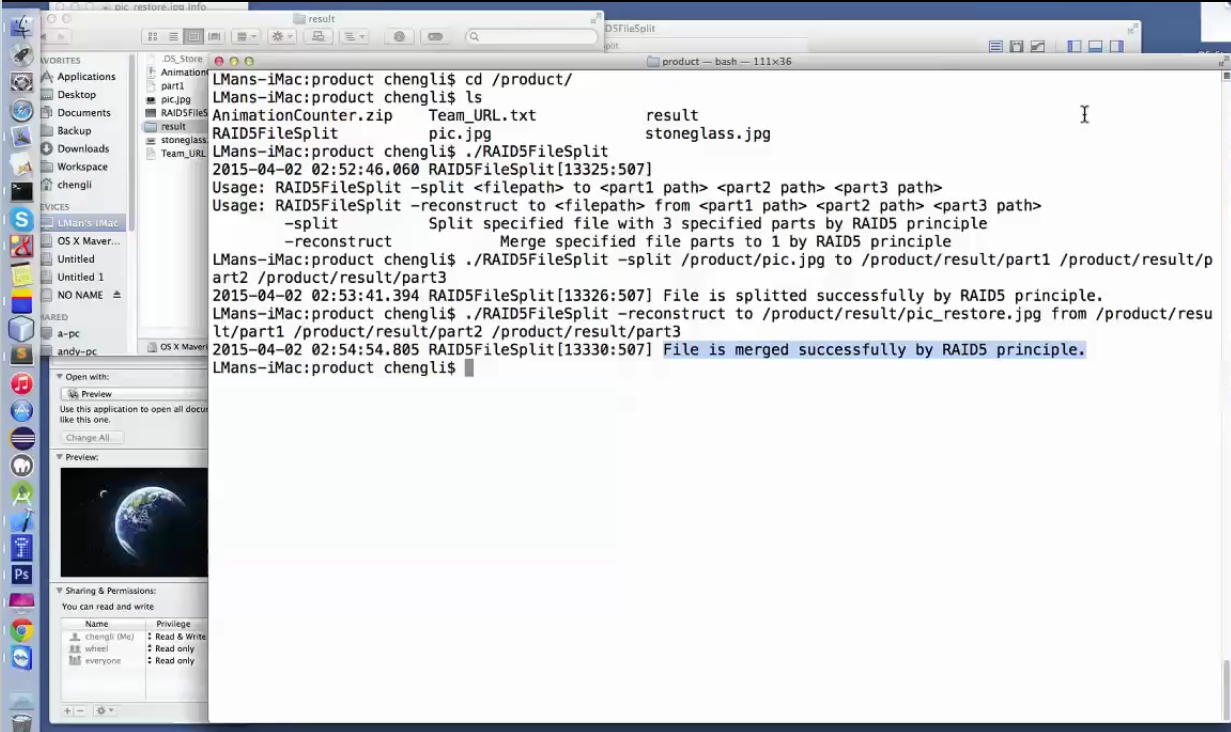 pic_restore.jpg Info
result
D5FileSplit
product — bash — 111×36
LMans-iMac:product chengli$ cd /product/
LMans-iMac:product chengli$ ls
AnimationCounter.zip Team_URL.txt result
RAID5FileSplit pic.jpg stoneglass.jpg
LMans-iMac:product chengli$ ./RAID5FileSplit
2015-04-02 02:52:46.060 RAID5FileSplit[13325:507]
Usage: RAID5FileSplit -split <filepath> to <part1 path> <part2 path> <part3 path>
Usage: RAID5FileSplit -reconstruct to <filepath> from <part1 path> <part2 path> <part3 path>
-split Split specified file with 3 specified parts by RAID5 principle
-reconstruct Merge specified file parts to 1 by RAID5 principle
LMans-iMac:product chengli$ ./RAID5FileSplit -split /product/pic.jpg to /product/result/part1 /product/result/p
art2 /product/result/part3
2015-04-02 02:53:41.394 RAID5FileSplit[13326:507] File is splitted successfully by RAID5 principle.
LMans-iMac:product chengli$ ./RAID5FileSplit -reconstruct to /product/result/pic_restore.jpg from /product/resu
lt/part1 /product/result/part2 /product/result/part3
2015-04-02 02:54:54.805 RAID5FileSplit[13330:507] File is merged successfully by RAID5 principle.
LMans-iMac:product chengli$
VORITES
Applications
Desktop
Documents
Backup
Downloads
Workspace
chengli
EVICES
LMan's iMac
OS X Maver...
Untitled
Untitled 1
NO NAME
ARED
a-pc
andy-pc
.DS_Store
Animation
part1
pic.jpg
RAID5FileS
result
stoneglass.
Team_URL
OS X Maveri
Open with:
Preview
Use this application to open all docu
like this one.
Change All...
Preview:
Sharing & Permissions:
You can read and write
Name Privilege
chengli (Me) Read & Write
wheel Read only
everyone Read only
Ps